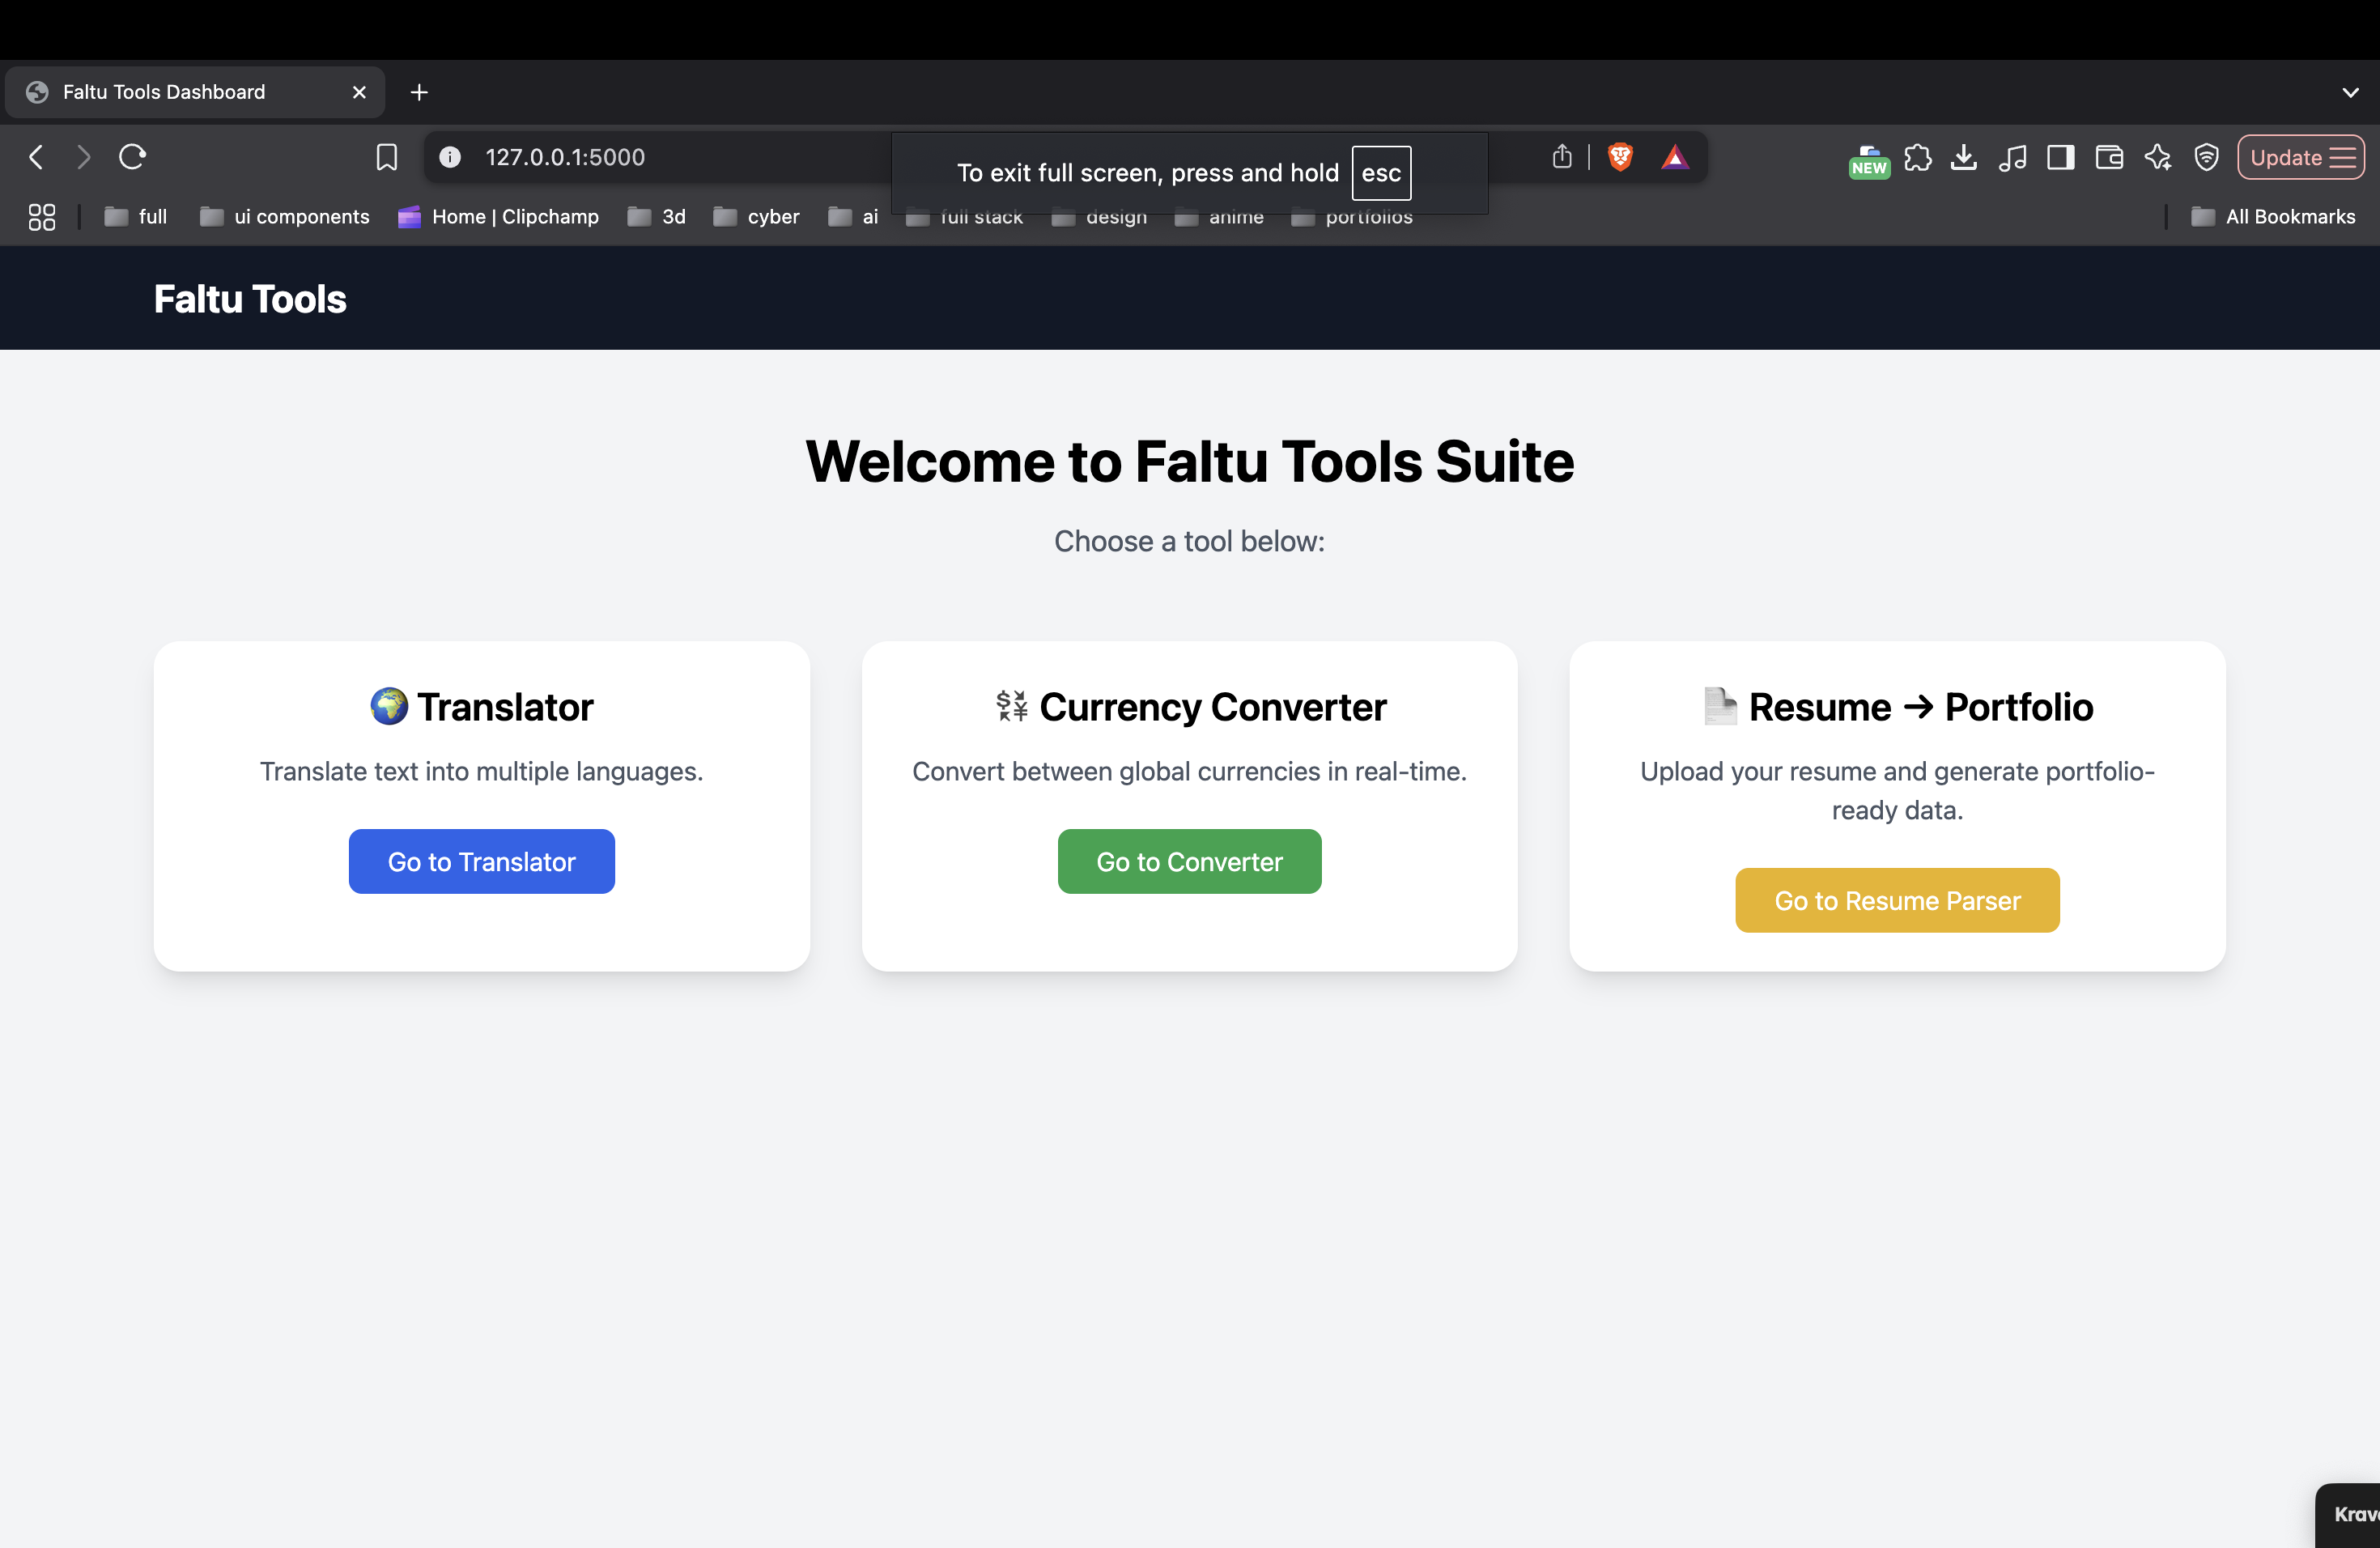 Faltu Tools Dashboard
127.0.0.1:5000
To exit full screen, press and hold esc
NEW
Update
full
ui components
Home | Clipchamp
3d
cyber
ai
full stack
design
anime
portfolios
All Bookmarks
Faltu Tools
Welcome to Faltu Tools Suite
Choose a tool below:
Translator
Translate text into multiple languages.
Go to Translator
Currency Converter
Convert between global currencies in real-time.
Go to Converter
Resume → Portfolio
Upload your resume and generate portfolio-
ready data.
Go to Resume Parser